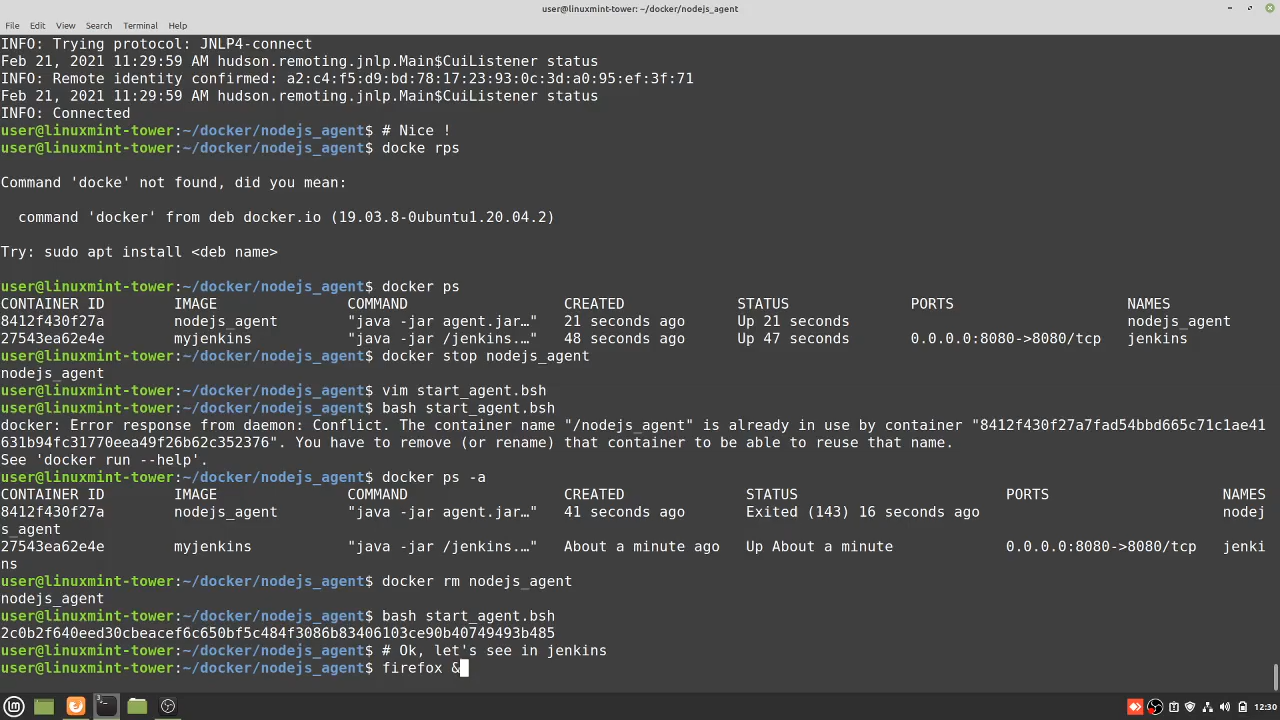 user@linuxmint-tower: ~/docker/nodejs_agent
File Edit View Search Terminal Help
INFO: Trying protocol: JNLP4-connect
Feb 21, 2021 11:29:59 AM hudson.remoting.jnlp.Main$CuiListener status
INFO: Remote identity confirmed: a2:c4:f5:d9:bd:78:17:23:93:0c:3d:a0:95:ef:3f:71
Feb 21, 2021 11:29:59 AM hudson.remoting.jnlp.Main$CuiListener status
INFO: Connected
user@linuxmint-tower:~/docker/nodejs_agent$ # Nice !
user@linuxmint-tower:~/docker/nodejs_agent$ docke rps
Command 'docke' not found, did you mean:
command 'docker' from deb docker.io (19.03.8-0ubuntu1.20.04.2)
Try: sudo apt install <deb name>
user@linuxmint-tower:~/docker/nodejs_agent$ docker ps
CONTAINER ID IMAGE COMMAND CREATED STATUS PORTS NAMES
8412f430f27a nodejs_agent "java -jar agent.jar…" 21 seconds ago Up 21 seconds nodejs_agent
27543ea62e4e myjenkins "java -jar /jenkins.…" 48 seconds ago Up 47 seconds 0.0.0.0:8080->8080/tcp jenkins
user@linuxmint-tower:~/docker/nodejs_agent$ docker stop nodejs_agent
nodejs_agent
user@linuxmint-tower:~/docker/nodejs_agent$ vim start_agent.bsh
user@linuxmint-tower:~/docker/nodejs_agent$ bash start_agent.bsh
docker: Error response from daemon: Conflict. The container name "/nodejs_agent" is already in use by container "8412f430f27a7fad54bbd665c71c1ae41
631b94fc31770eea49f26b62c352376". You have to remove (or rename) that container to be able to reuse that name.
See 'docker run --help'.
user@linuxmint-tower:~/docker/nodejs_agent$ docker ps -a
CONTAINER ID IMAGE COMMAND CREATED STATUS PORTS NAMES
8412f430f27a nodejs_agent "java -jar agent.jar…" 41 seconds ago Exited (143) 16 seconds ago nodej
s_agent
27543ea62e4e myjenkins "java -jar /jenkins.…" About a minute ago Up About a minute 0.0.0.0:8080->8080/tcp jenki
ns
user@linuxmint-tower:~/docker/nodejs_agent$ docker rm nodejs_agent
nodejs_agent
user@linuxmint-tower:~/docker/nodejs_agent$ bash start_agent.bsh
2c0b2f640eed30cbeacef6c650bf5c484f3086b83406103ce90b40749493b485
user@linuxmint-tower:~/docker/nodejs_agent$ # Ok, let's see in jenkins
user@linuxmint-tower:~/docker/nodejs_agent$ firefox &
12:30